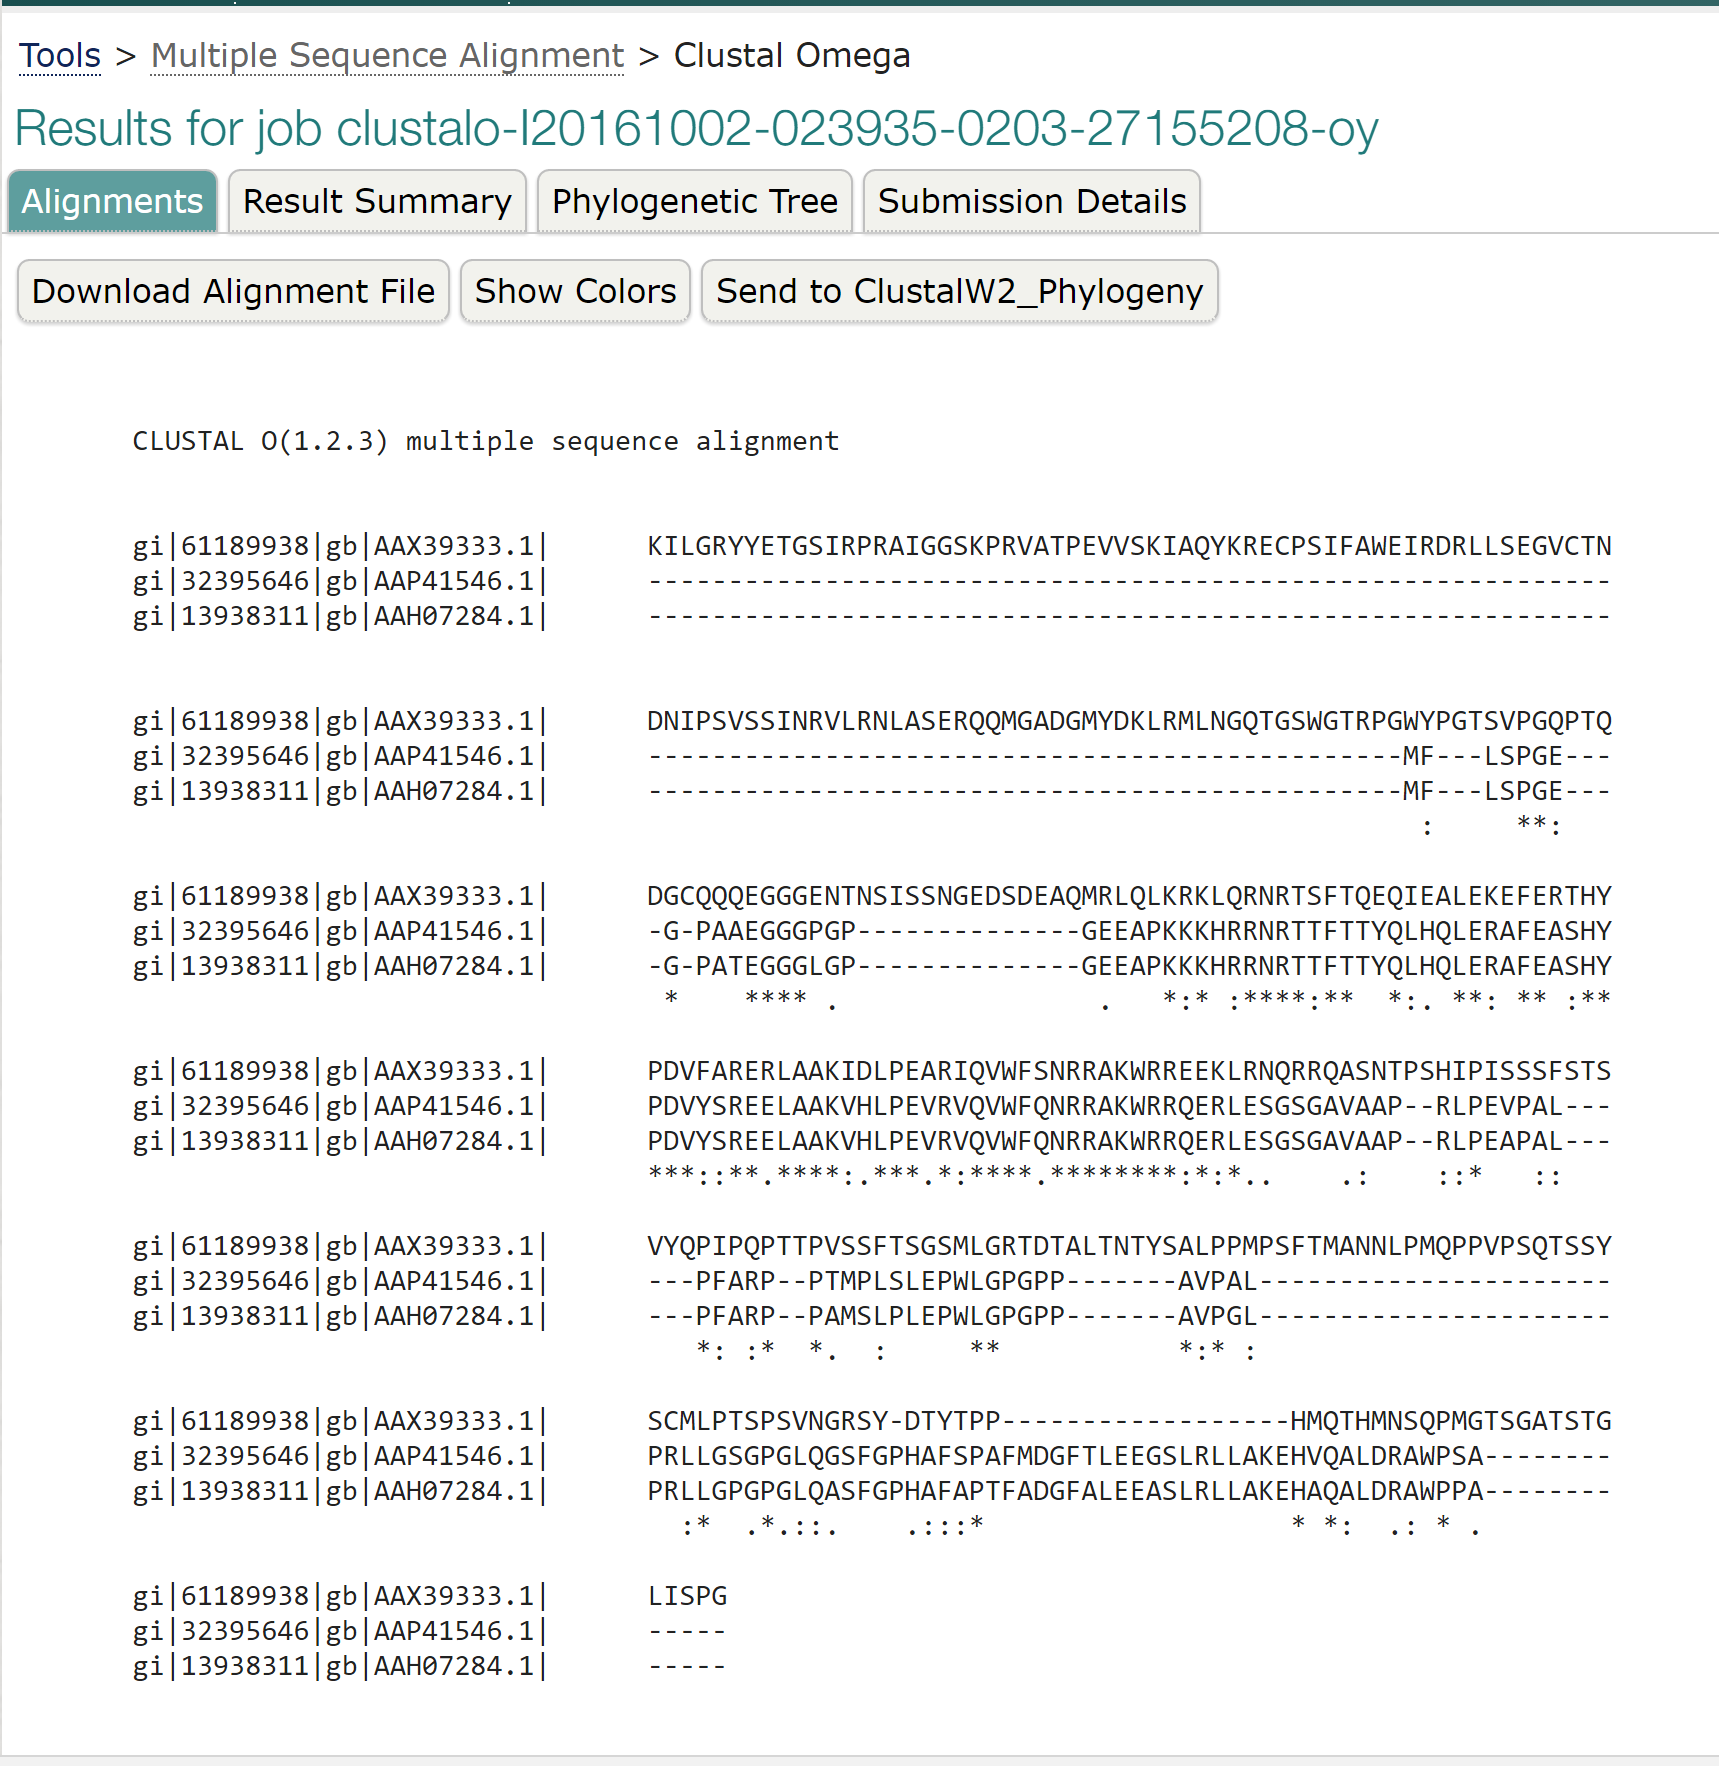 Tools > Multiple Sequence Alignment > Clustal Omega
Results for job clustalo-I20161002-023935-0203-27155208-oy
Alignments Result Summary Phylogenetic Tree Submission Details
Download Alignment File Show Colors Send to ClustalW2_Phylogeny
CLUSTAL O(1.2.3) multiple sequence alignment
gi|61189938|gb|AAX39333.1|      KILGRYYETGSIRPRAIGGSKPRVATPEVVSKIAQYKRECPSIFAWEIRDRLLSEGVCTN
gi|32395646|gb|AAP41546.1|      ------------------------------------------------------------
gi|13938311|gb|AAH07284.1|      ------------------------------------------------------------
gi|61189938|gb|AAX39333.1|      DNIPSVSSINRVLRNLASERQQMGADGMYDKLRMLNGQTGSWGTRPGWYPGTSVPGQPTQ
gi|32395646|gb|AAP41546.1|      -----------------------------------------------MF---LSPGE---
gi|13938311|gb|AAH07284.1|      -----------------------------------------------MF---LSPGE---
                                                                                :     **:
gi|61189938|gb|AAX39333.1|      DGCQQQEGGGENTNSISSNGEDSDEAQMRLQLKRKLQRNRTSFTQEQIEALEKEFERTHY
gi|32395646|gb|AAP41546.1|      -G-PAAEGGGPGP--------------GEEAPKKKHRRNRTTFTTYQLHQLERAFEASHY
gi|13938311|gb|AAH07284.1|      -G-PATEGGGLGP--------------GEEAPKKKHRRNRTTFTTYQLHQLERAFEASHY
                                 *    **** .                .   *:* :****:**  *:. **: ** :**
gi|61189938|gb|AAX39333.1|      PDVFARERLAAKIDLPEARIQVWFSNRRAKWRREEKLRNQRRQASNTPSHIPISSSFSTS
gi|32395646|gb|AAP41546.1|      PDVYSREELAAKVHLPEVRVQVWFQNRRAKWRRQERLESGSGAVAAP--RLPEVPAL---
gi|13938311|gb|AAH07284.1|      PDVYSREELAAKVHLPEVRVQVWFQNRRAKWRRQERLESGSGAVAAP--RLPEAPAL---
                                ***::**.****:.***.*:****.********:*:*..    .:    ::*   ::
gi|61189938|gb|AAX39333.1|      VYQPIPQPTTPVSSFTSGSMLGRTDTALTNTYSALPPMPSFTMANNLPMQPPVPSQTSSY
gi|32395646|gb|AAP41546.1|      ---PFARP--PTMPLSLEPWLGPGPP-------AVPAL----------------------
gi|13938311|gb|AAH07284.1|      ---PFARP--PAMSLPLEPWLGPGPP-------AVPGL----------------------
                                   *: :*  *.  :     **           *:* :
gi|61189938|gb|AAX39333.1|      SCMLPTSPSVNGRSY-DTYTPP------------------HMQTHMNSQPMGTSGATSTG
gi|32395646|gb|AAP41546.1|      PRLLGSGPGLQGSFGPHAFSPAFMDGFTLEEGSLRLLAKEHVQALDRAWPSA--------
gi|13938311|gb|AAH07284.1|      PRLLGPGPGLQASFGPHAFAPTFADGFALEEASLRLLAKEHAQALDRAWPPA--------
                                  :*  .*.::.    .:::*                   * *:  .: * .
gi|61189938|gb|AAX39333.1|      LISPG
gi|32395646|gb|AAP41546.1|      -----
gi|13938311|gb|AAH07284.1|      -----